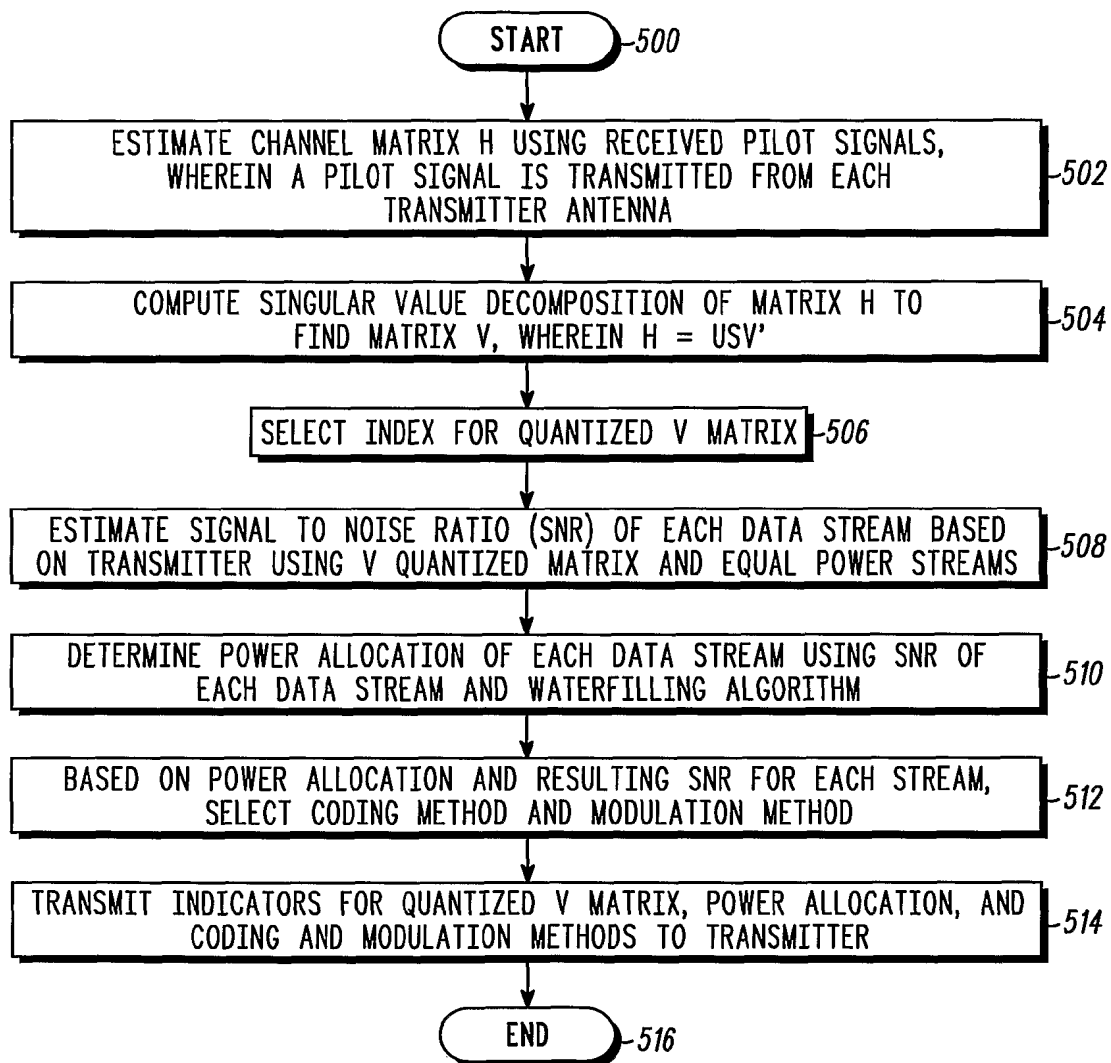 START 500
ESTIMATE CHANNEL MATRIX H USING RECEIVED PILOT SIGNALS,
WHEREIN A PILOT SIGNAL IS TRANSMITTED FROM EACH
TRANSMITTER ANTENNA
502
COMPUTE SINGULAR VALUE DECOMPOSITION OF MATRIX H TO
FIND MATRIX V, WHEREIN H = USV'
504
SELECT INDEX FOR QUANTIZED V MATRIX 506
ESTIMATE SIGNAL TO NOISE RATIO (SNR) OF EACH DATA STREAM BASED
ON TRANSMITTER USING V QUANTIZED MATRIX AND EQUAL POWER STREAMS
508
DETERMINE POWER ALLOCATION OF EACH DATA STREAM USING SNR OF
EACH DATA STREAM AND WATERFILLING ALGORITHM
510
BASED ON POWER ALLOCATION AND RESULTING SNR FOR EACH STREAM,
SELECT CODING METHOD AND MODULATION METHOD
512
TRANSMIT INDICATORS FOR QUANTIZED V MATRIX, POWER ALLOCATION, AND
CODING AND MODULATION METHODS TO TRANSMITTER
514
END 516